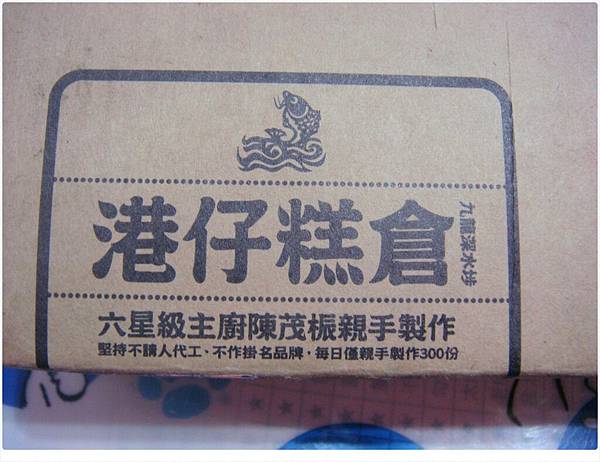 港仔糕倉
九龍深水埗
六星級主廚陳茂桭親手製作
堅持不請人代工·不作掛名品牌·每日僅親手製作300份